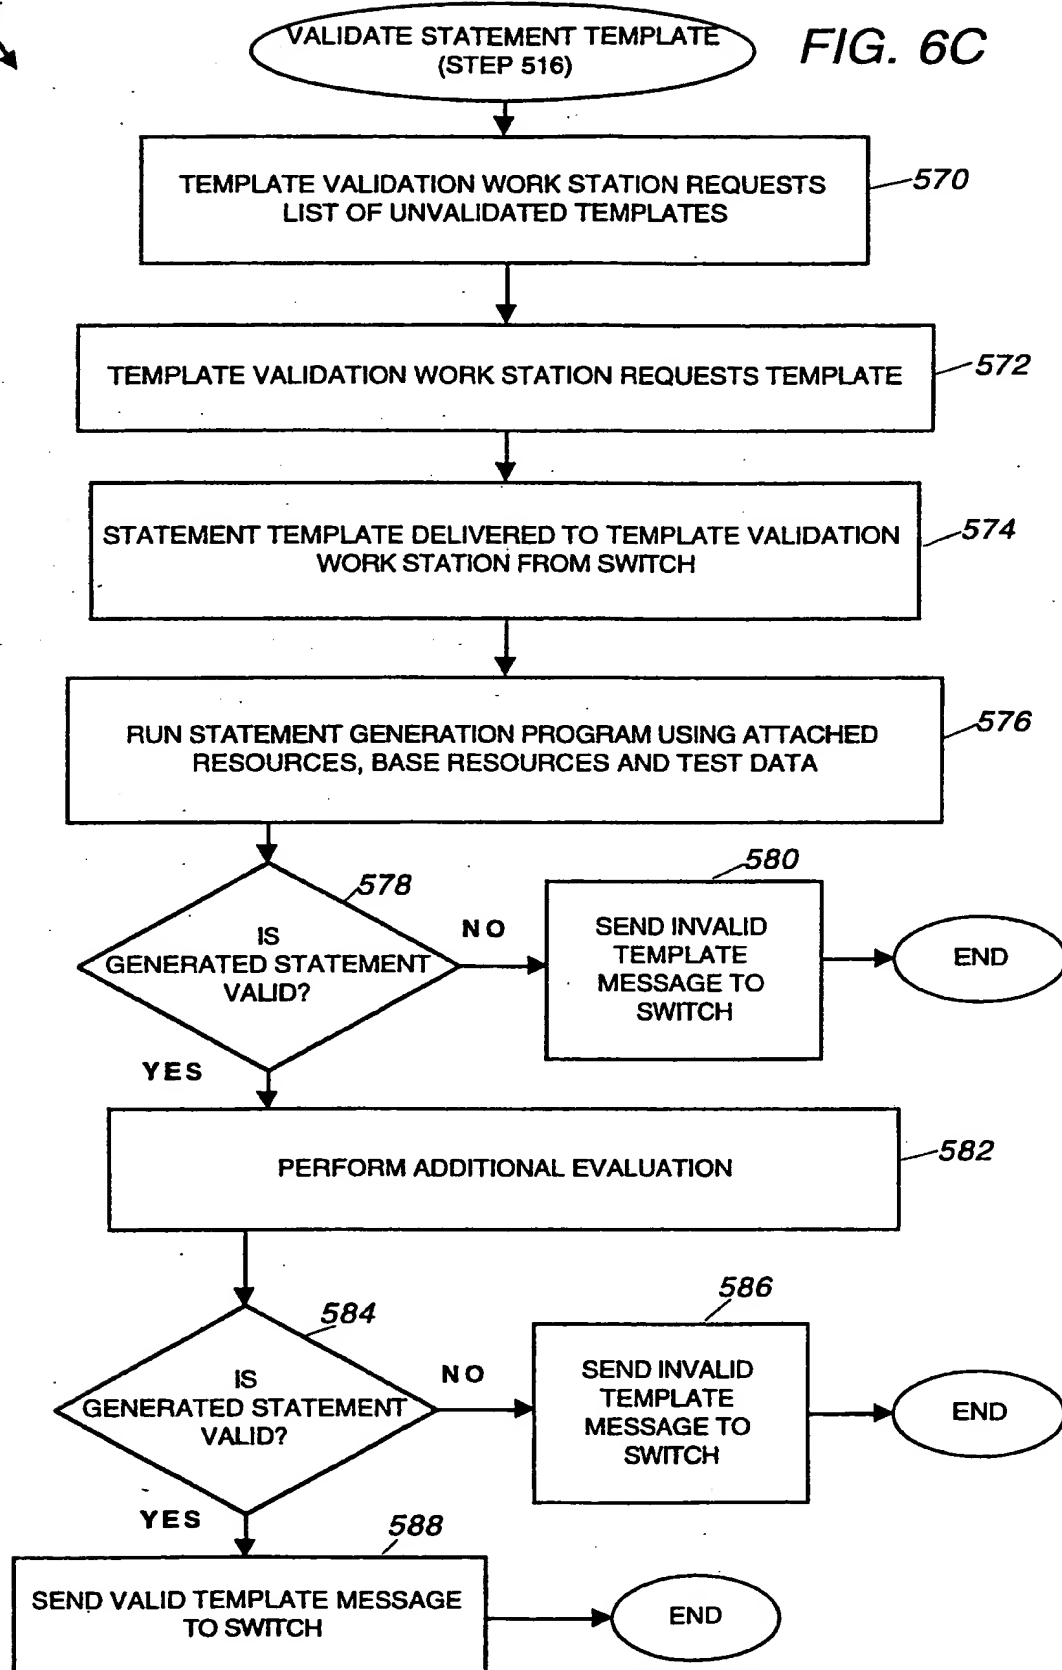 VALIDATE STATEMENT TEMPLATE
(STEP 516)
FIG. 6C
TEMPLATE VALIDATION WORK STATION REQUESTS
LIST OF UNVALIDATED TEMPLATES
570
TEMPLATE VALIDATION WORK STATION REQUESTS TEMPLATE
572
STATEMENT TEMPLATE DELIVERED TO TEMPLATE VALIDATION
WORK STATION FROM SWITCH
574
RUN STATEMENT GENERATION PROGRAM USING ATTACHED
RESOURCES, BASE RESOURCES AND TEST DATA
576
IS
GENERATED STATEMENT
VALID?
578
NO
580
SEND INVALID
TEMPLATE
MESSAGE TO
SWITCH
END
YES
PERFORM ADDITIONAL EVALUATION
582
IS
GENERATED STATEMENT
VALID?
584
NO
586
SEND INVALID
TEMPLATE
MESSAGE TO
SWITCH
END
YES
588
SEND VALID TEMPLATE MESSAGE
TO SWITCH
END